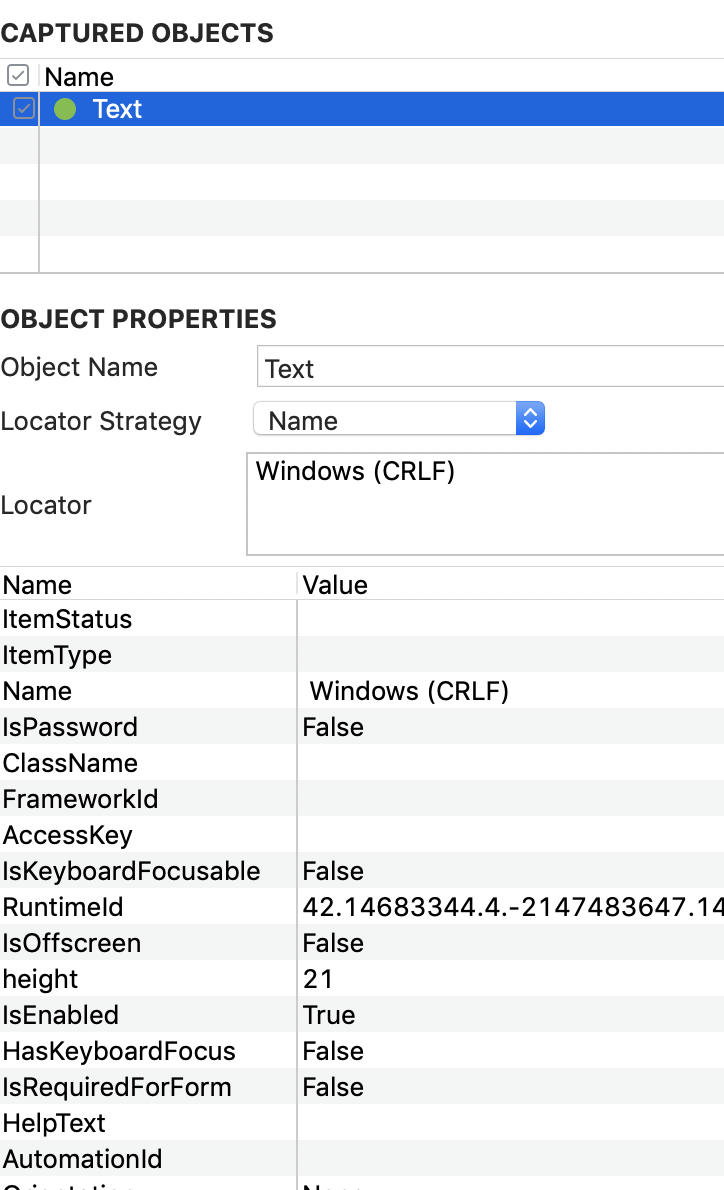 CAPTURED OBJECTS
Name
Text
OBJECT PROPERTIES
Object Name Text
Locator Strategy Name
Locator Windows (CRLF)
Name Value
ItemStatus
ItemType
Name Windows (CRLF)
IsPassword False
ClassName
FrameworkId
AccessKey
IsKeyboardFocusable False
RuntimeId 42.14683344.4.-2147483647.14
IsOffscreen False
height 21
IsEnabled True
HasKeyboardFocus False
IsRequiredForForm False
HelpText
AutomationId